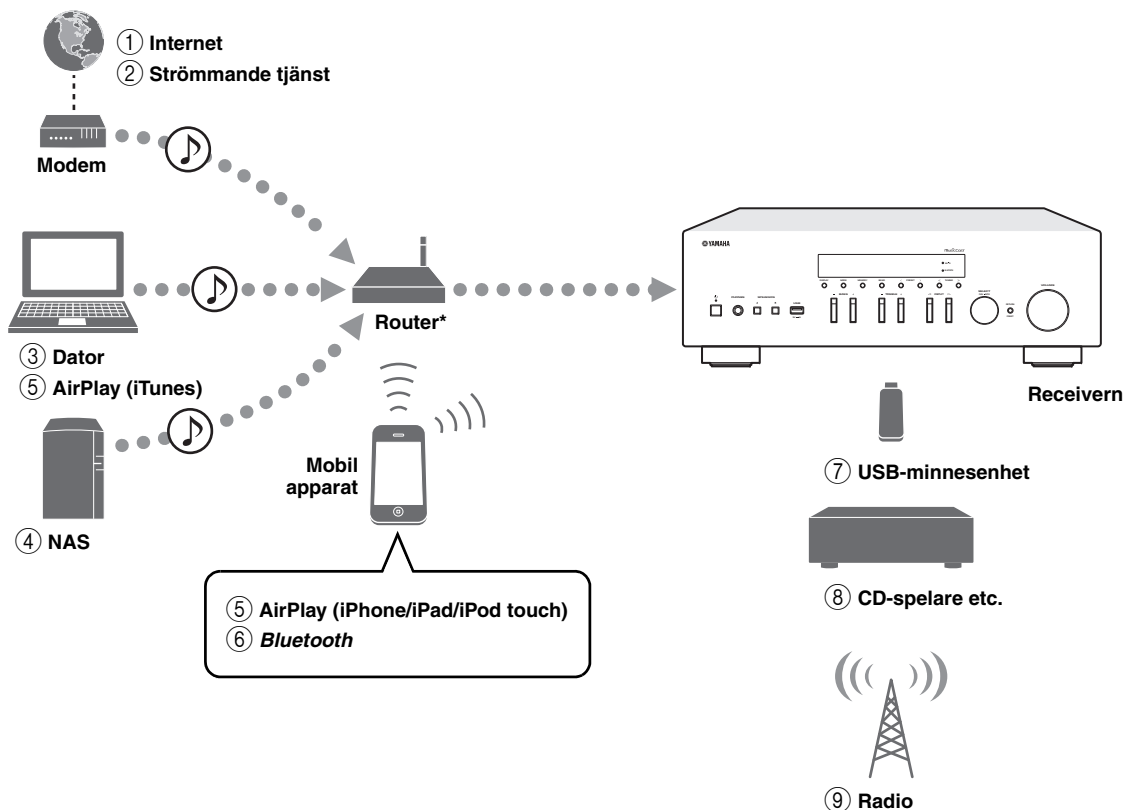 ① Internet
② Strömmande tjänst
Modem
③ Dator
⑤ AirPlay (iTunes)
④ NAS
Router*
Mobil
apparat
⑤ AirPlay (iPhone/iPad/iPod touch)
⑥ Bluetooth
YAMAHA
Receivern
⑦ USB-minnesenhet
⑧ CD-spelare etc.
⑨ Radio